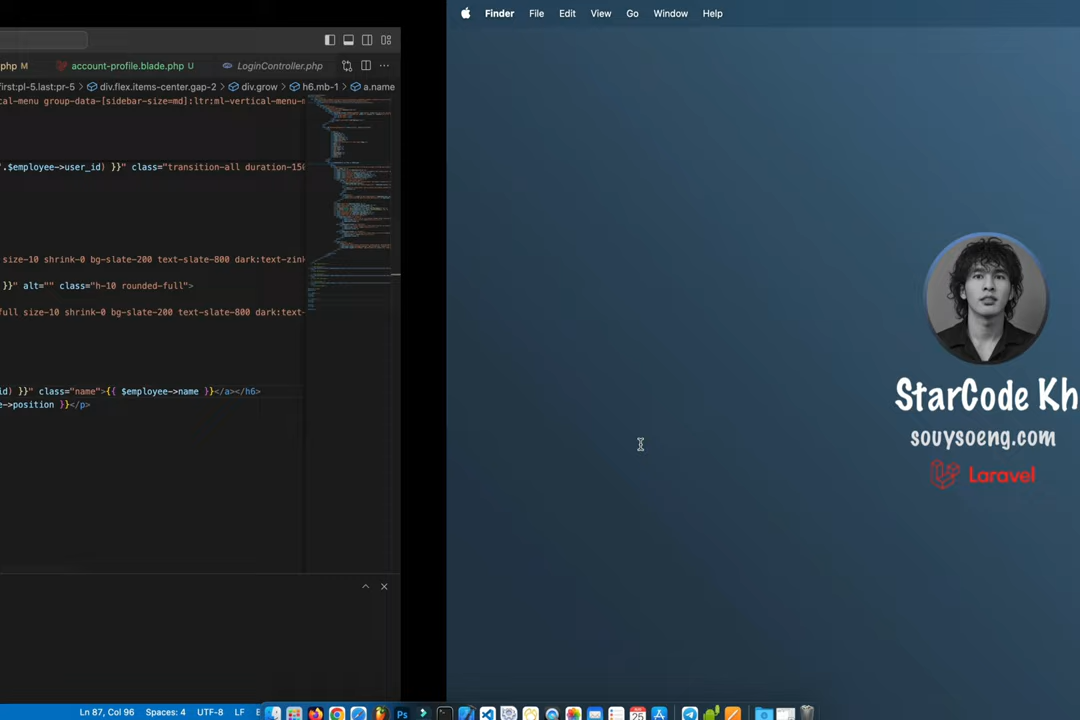 Finder File Edit View Go Window Help
php M account-profile.blade.php U LoginController.php
first:pl-5.last:pr-5 > div.flex.items-center.gap-2 > div.grow > h6.mb-1 > a.name
cal-menu group-data-[sidebar-size=md]:ltr:ml-vertical-menu-m
'.$employee->user_id) }}" class="transition-all duration-150
size-10 shrink-0 bg-slate-200 text-slate-800 dark:text-zink
}}" alt="" class="h-10 rounded-full">
full size-10 shrink-0 bg-slate-200 text-slate-800 dark:text-
id) }}" class="name">{{ $employee->name }}</a></h6>
e->position }}</p>
StarCode Kh
souysoeng.com
Laravel
Ln 87, Col 96 Spaces: 4 UTF-8 LF
25
Ps